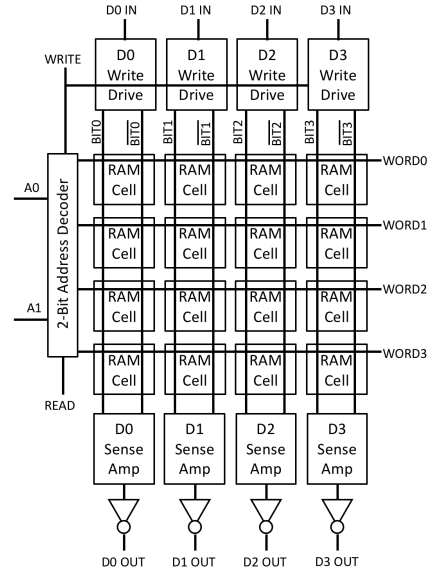 D0 IN D1 IN D2 IN D3 IN
WRITE
D0 Write Drive
D1 Write Drive
D2 Write Drive
D3 Write Drive
BIT0 B̅I̅T̅0̅ BIT1 B̅I̅T̅1̅ BIT2 B̅I̅T̅2̅ BIT3 B̅I̅T̅3̅
RAM RAM RAM RAM WORD0
Cell Cell Cell Cell
A0
2-Bit Address Decoder
RAM RAM RAM RAM WORD1
Cell Cell Cell Cell
RAM RAM RAM RAM WORD2
Cell Cell Cell Cell
A1
RAM RAM RAM RAM WORD3
Cell Cell Cell Cell
READ
D0 Sense Amp
D1 Sense Amp
D2 Sense Amp
D3 Sense Amp
D0 OUT D1 OUT D2 OUT D3 OUT